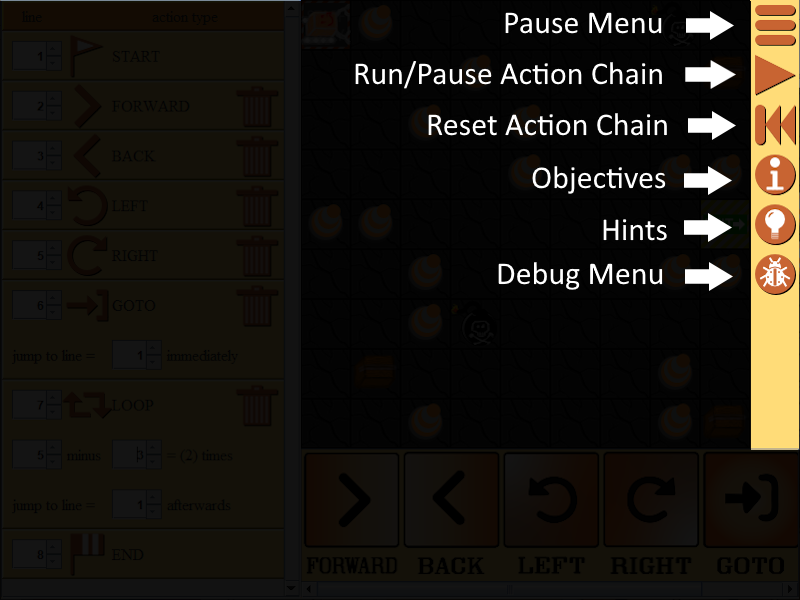 line action type
1 START
2 FORWARD
3 BACK
4 LEFT
5 RIGHT
6 GOTO
jump to line = 1 immediately
7 LOOP
5 minus 3 = (2) times
jump to line = 1 afterwards
8 END
Pause Menu
Run/Pause Action Chain
Reset Action Chain
Objectives
Hints
Debug Menu
FORWARD BACK LEFT RIGHT GOTO